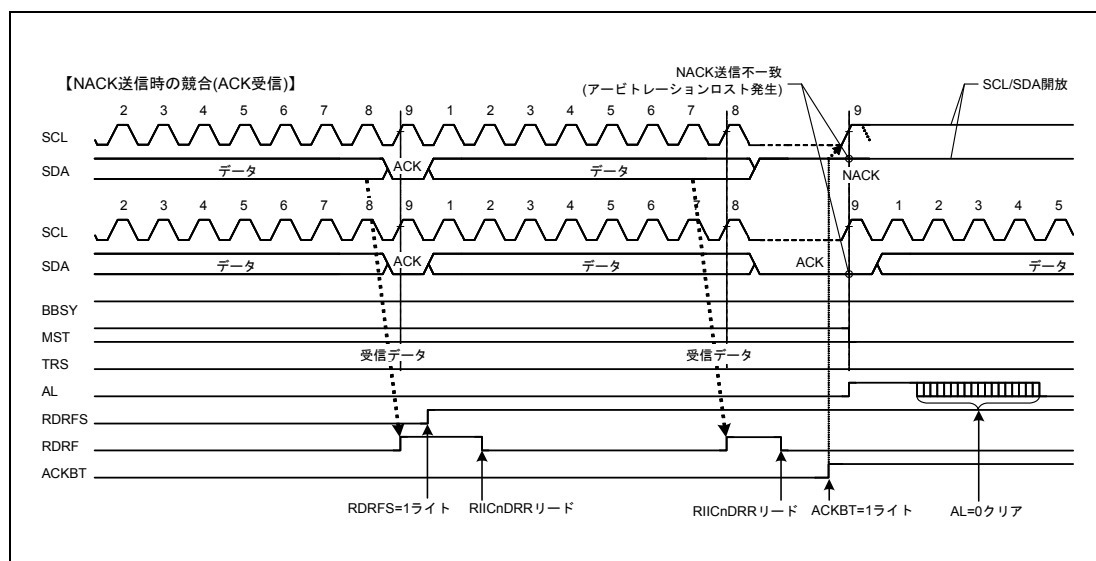 【NACK送信時の競合(ACK受信)】
NACK送信不一致
(アービトレーションロスト発生)
SCL/SDA開放
2 3 4 5 6 7 8 9 1 2 3 4 5 6 7 8 9
SCL
SDA データ ACK データ NACK
2 3 4 5 6 7 8 9 1 2 3 4 5 6 7 8 9 1 2 3 4 5
SCL
SDA データ ACK データ ACK データ
BBSY
MST
受信データ 受信データ
TRS
AL
RDRFS
RDRF
ACKBT
RDRFS=1ライト RIICnDRRリード RIICnDRRリード ACKBT=1ライト AL=0クリア